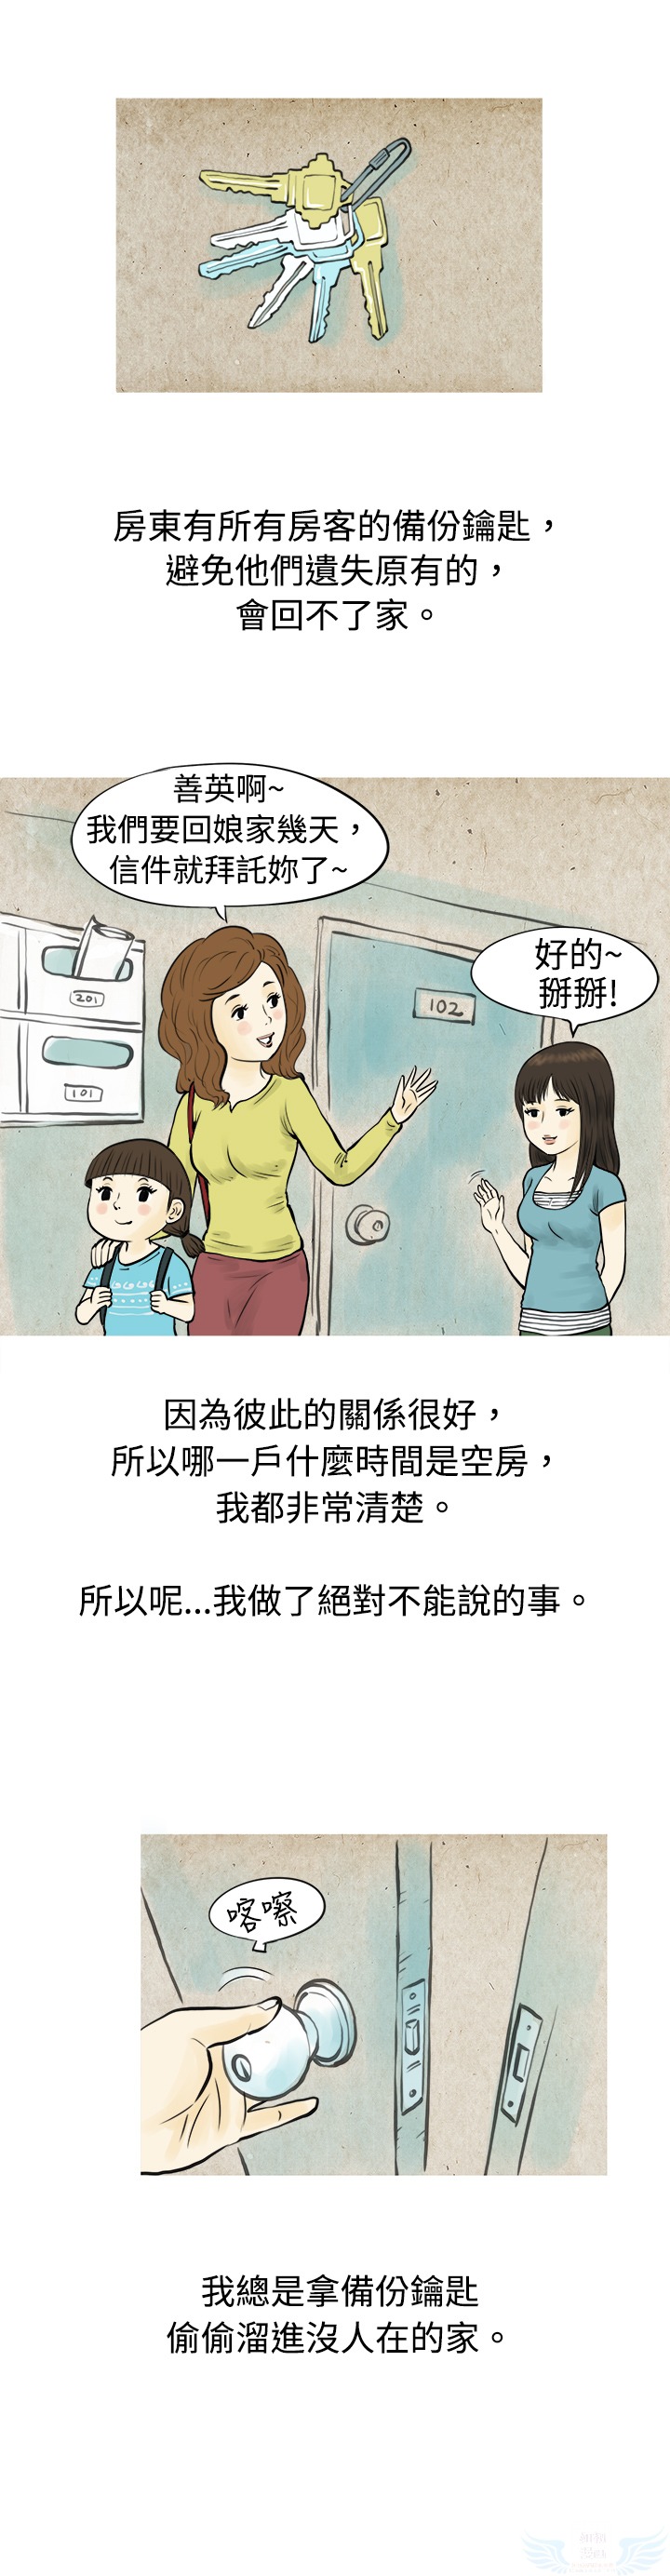 房東有所有房客的備份鑰匙，
避免他們遺失原有的，
會回不了家。
善英啊~
我們要回娘家幾天，
信件就拜託妳了~
好的~
掰掰!
201
102
101
因為彼此的關係很好，
所以哪一戶什麼時間是空房，
我都非常清楚。
所以呢...我做了絕對不能說的事。
喀嚓
我總是拿備份鑰匙
偷偷溜進沒人在的家。